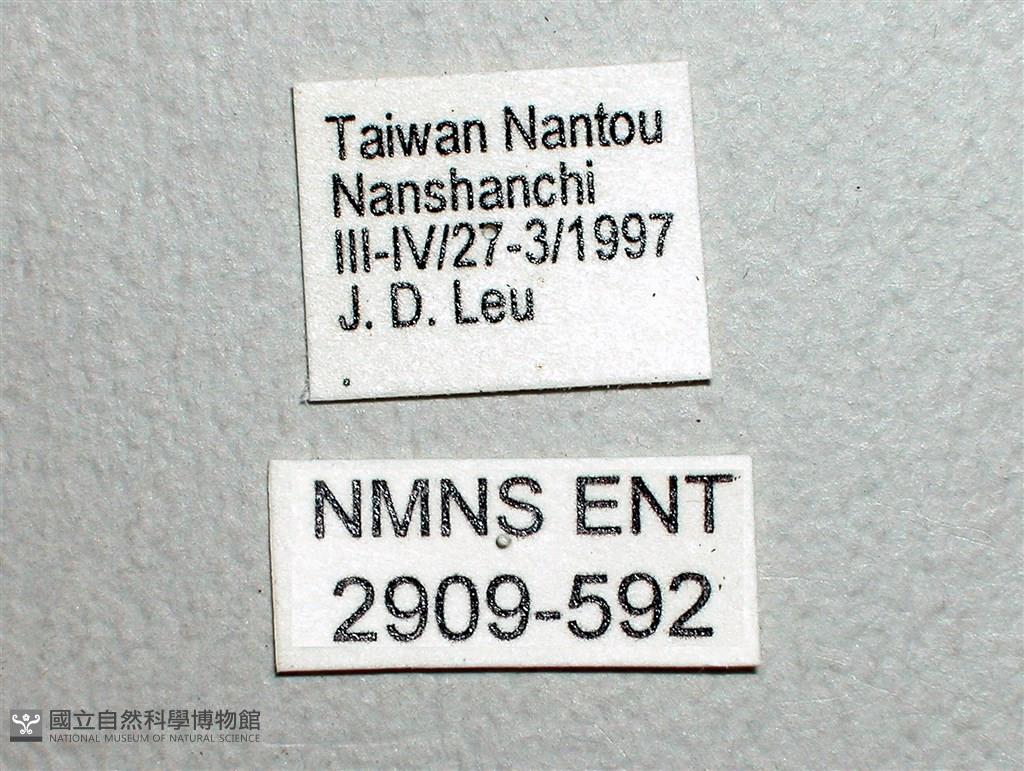 Taiwan Nantou
Nanshanchi
III-IV/27-3/1997
J. D. Leu
NMNS ENT
2909-592
國立自然科學博物館
NATIONAL MUSEUM OF NATURAL SCIENCE